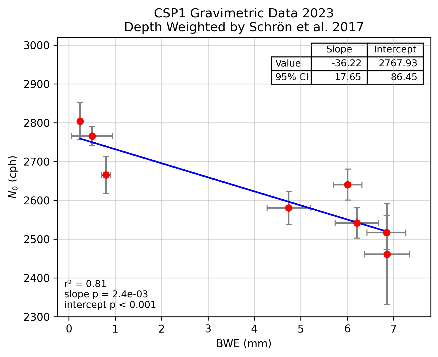 CSP1 Gravimetric Data 2023
Depth Weighted by Schrön et al. 2017
Slope Intercept
Value -36.22 2767.93
95% CI 17.65 86.45
3000
2900
2800
2700
2600
2500
2400
2300
N₀ (cph)
r² = 0.81
slope p = 2.4e-03
intercept p < 0.001
0 1 2 3 4 5 6 7
BWE (mm)